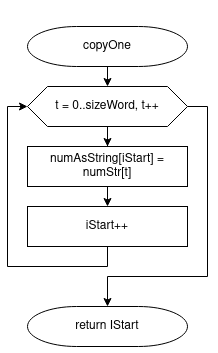 copyOne
t = 0..sizeWord, t++
numAsString[iStart] =
numStr[t]
iStart++
return IStart